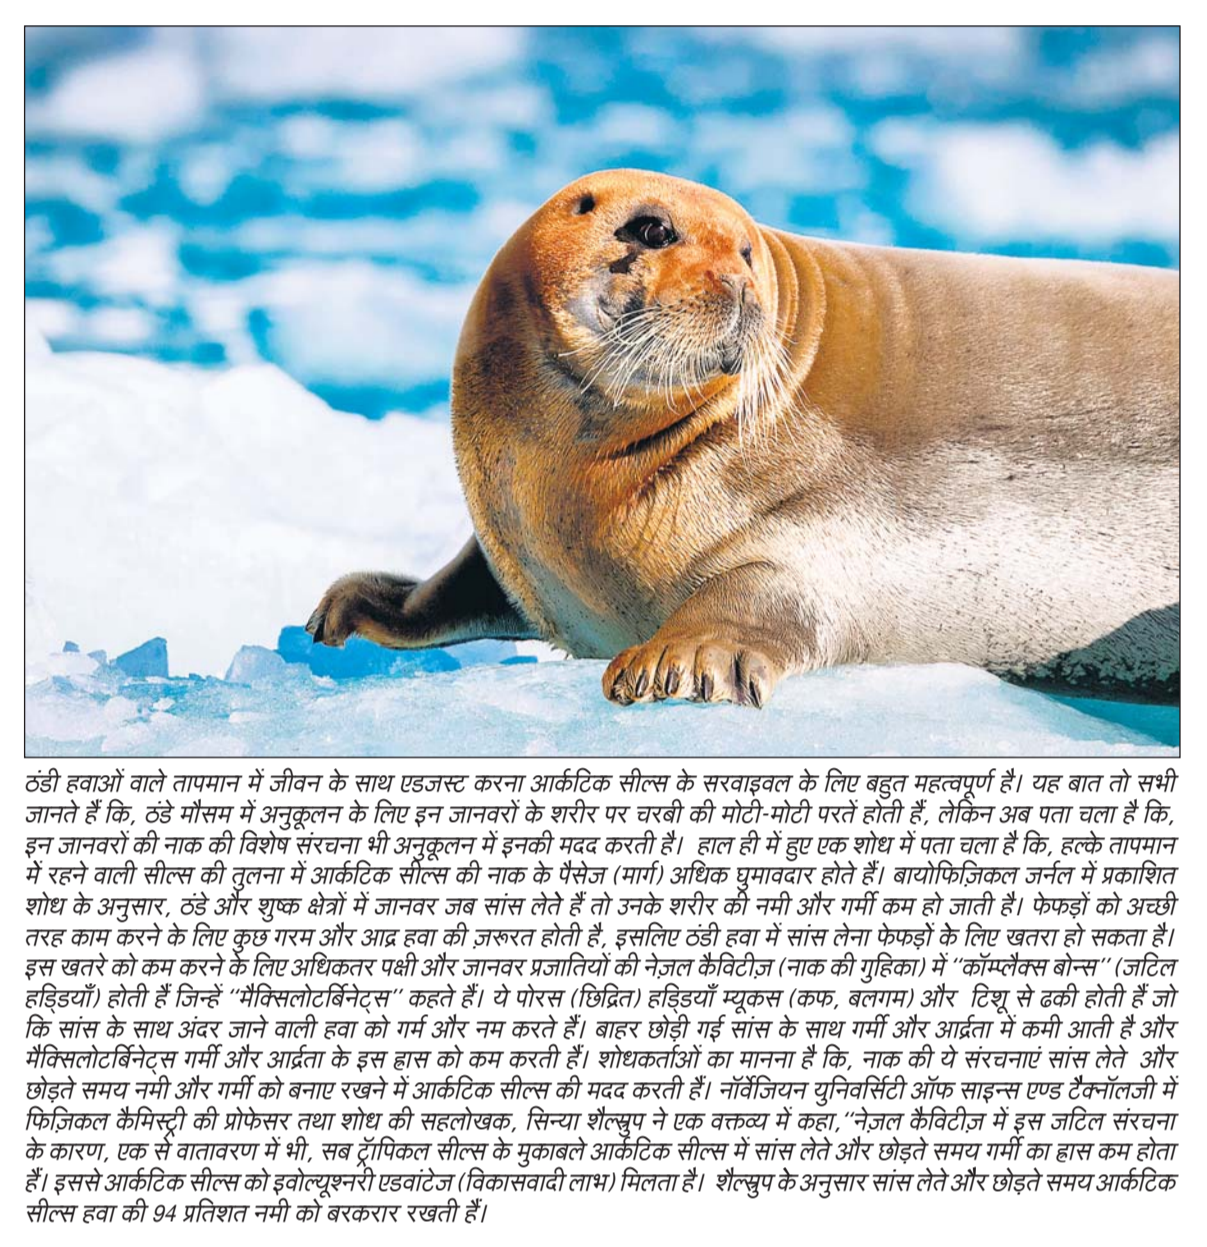 ठंडी हवाओं वाले तापमान में जीवन के साथ एडजस्ट करना आर्कटिक सील्स के सरवाइवल के लिए बहुत महत्वपूर्ण है। यह बात तो सभी
जानते हैं कि, ठंडे मौसम में अनुकूलन के लिए इन जानवरों के शरीर पर चरबी की मोटी-मोटी परतें होती हैं, लेकिन अब पता चला है कि,
इन जानवरों की नाक की विशेष संरचना भी अनुकूलन में इनकी मदद करती है। हाल ही में हुए एक शोध में पता चला है कि, हल्के तापमान
में रहने वाली सील्स की तुलना में आर्कटिक सील्स की नाक के पैसेज (मार्ग) अधिक घुमावदार होते हैं। बायोफिज़िकल जर्नल में प्रकाशित
शोध के अनुसार, ठंडे और शुष्क क्षेत्रों में जानवर जब सांस लेते हैं तो उनके शरीर की नमी और गर्मी कम हो जाती है। फेफड़ों को अच्छी
तरह काम करने के लिए कुछ गरम और आद्र हवा की ज़रूरत होती है, इसलिए ठंडी हवा में सांस लेना फेफड़ों के लिए खतरा हो सकता है।
इस खतरे को कम करने के लिए अधिकतर पक्षी और जानवर प्रजातियों की नेज़ल कैविटीज़ (नाक की गुहिका) में ‘‘कॉम्प्लैक्स बोन्स’’ (जटिल
हड्डियाँ) होती हैं जिन्हें ‘‘मैक्सिलोटर्बिनेट्स’’ कहते हैं। ये पोरस (छिद्रित) हड्डियाँ म्यूकस (कफ, बलगम) और टिशू से ढकी होती हैं जो
कि सांस के साथ अंदर जाने वाली हवा को गर्म और नम करते हैं। बाहर छोड़ी गई सांस के साथ गर्मी और आर्द्रता में कमी आती है और
मैक्सिलोटर्बिनेट्स गर्मी और आर्द्रता के इस ह्रास को कम करती हैं। शोधकर्ताओं का मानना है कि, नाक की ये संरचनाएं सांस लेते और
छोड़ते समय नमी और गर्मी को बनाए रखने में आर्कटिक सील्स की मदद करती हैं। नॉर्वेजियन युनिवर्सिटी ऑफ साइन्स एण्ड टैक्नॉलजी में
फिज़िकल कैमिस्ट्री की प्रोफेसर तथा शोध की सहलोखक, सिन्या शैल्स्रुप ने एक वक्तव्य में कहा,‘‘नेज़ल कैविटीज़ में इस जटिल संरचना
के कारण, एक से वातावरण में भी, सब ट्रॉपिकल सील्स के मुकाबले आर्कटिक सील्स में सांस लेते और छोड़ते समय गर्मी का ह्रास कम होता
हैं। इससे आर्कटिक सील्स को इवोल्यूश्नरी एडवांटेज (विकासवादी लाभ) मिलता है। शैल्स्रुप के अनुसार सांस लेते और छोड़ते समय आर्कटिक
सील्स हवा की 94 प्रतिशत नमी को बरकरार रखती हैं।